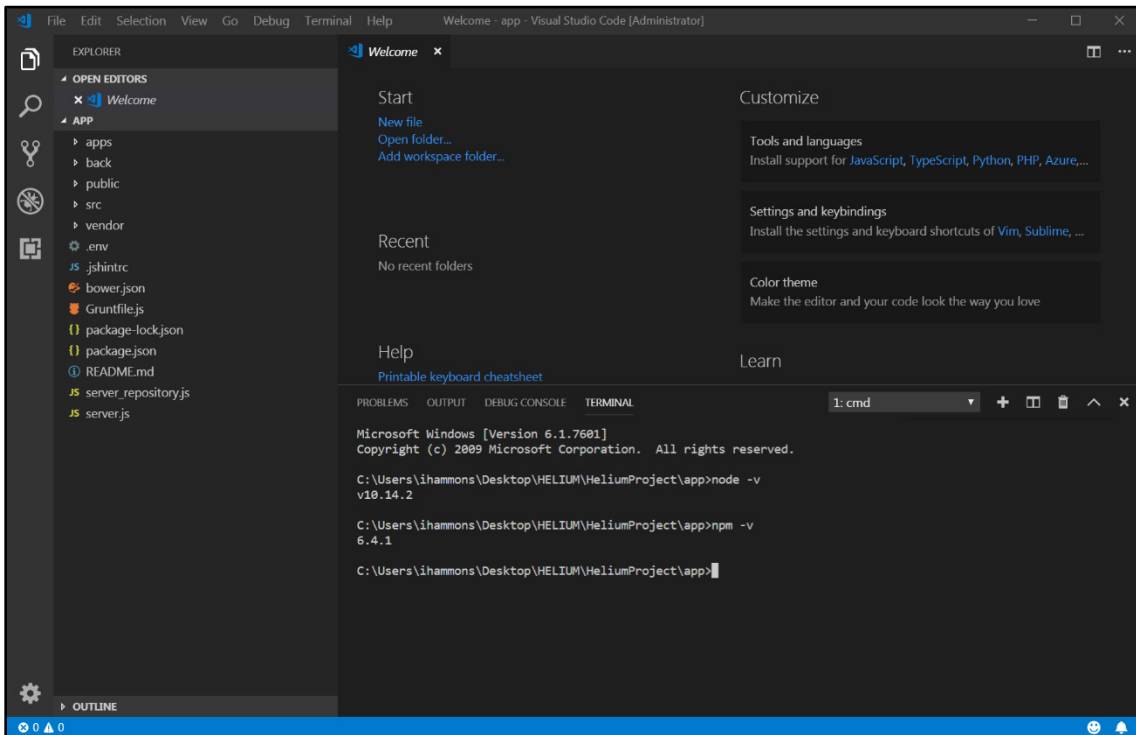 File Edit Selection View Go Debug Terminal Help Welcome - app - Visual Studio Code [Administrator]
EXPLORER
OPEN EDITORS
Welcome
APP
apps
back
public
src
vendor
.env
JS .jshintrc
bower.json
Gruntfile.js
{} package-lock.json
{} package.json
README.md
JS server_repository.js
JS server.js
OUTLINE
Welcome
Start
New file
Open folder...
Add workspace folder...
Recent
No recent folders
Help
Printable keyboard cheatsheet
Customize
Tools and languages
Install support for JavaScript, TypeScript, Python, PHP, Azure,...
Settings and keybindings
Install the settings and keyboard shortcuts of Vim, Sublime, ...
Color theme
Make the editor and your code look the way you love
Learn
PROBLEMS OUTPUT DEBUG CONSOLE TERMINAL 1: cmd
Microsoft Windows [Version 6.1.7601]
Copyright (c) 2009 Microsoft Corporation. All rights reserved.
C:\Users\ihammons\Desktop\HELIUM\HeliumProject\app>node -v
v10.14.2
C:\Users\ihammons\Desktop\HELIUM\HeliumProject\app>npm -v
6.4.1
C:\Users\ihammons\Desktop\HELIUM\HeliumProject\app>
0 0